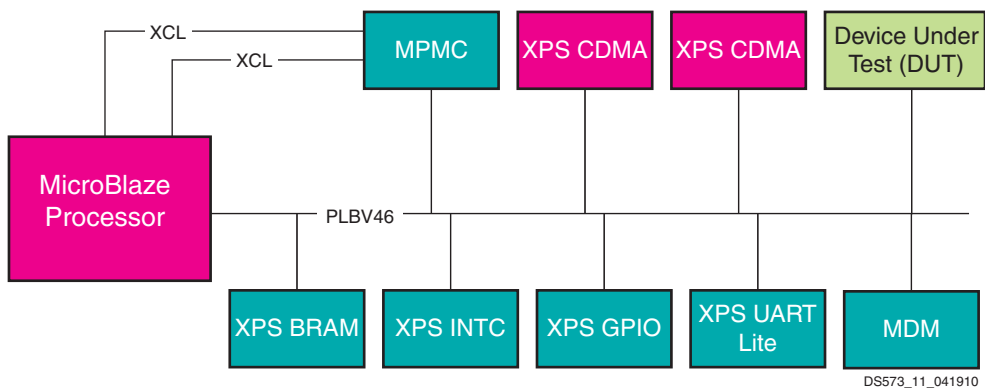 XCL
XCL
MPMC
XPS CDMA
XPS CDMA
Device Under
Test (DUT)
MicroBlaze
Processor
PLBV46
XPS BRAM
XPS INTC
XPS GPIO
XPS UART
Lite
MDM
DS573_11_041910